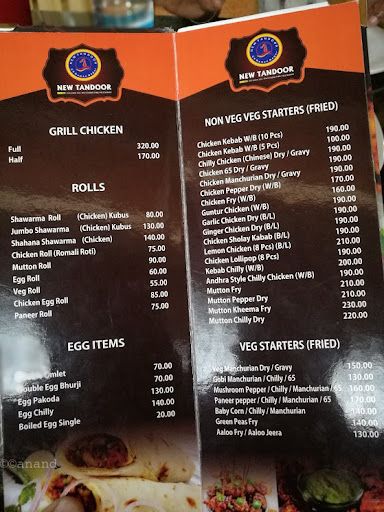 NEW TANDOOR
GRILL CHICKEN
Full 320.00
Half 170.00
ROLLS
Shawarma Roll (Chicken) Kubus 80.00
Jumbo Shawarma (Chicken) Kubus 130.00
Shahana Shawarma (Chicken) 140.00
Chicken Roll (Romali Roti) 75.00
Mutton Roll 90.00
Egg Roll 60.00
Veg Roll 55.00
Chicken Egg Roll 85.00
Paneer Roll 75.00
EGG ITEMS
Omlet 70.00
Double Egg Bhurji 70.00
Egg Pakoda 130.00
Egg Chilly 140.00
Boiled Egg Single 20.00
©anand
NEW TANDOOR
NON VEG VEG STARTERS (FRIED)
Chicken Kebab W/B (10 Pcs) 190.00
Chicken Kebab W/B (5 Pcs) 100.00
Chilly Chicken (Chinese) Dry / Gravy 190.00
Chicken 65 Dry / Gravy 190.00
Chicken Manchurian Dry / Gravy 190.00
Chicken Pepper Dry (W/B) 170.00
Chicken Fry (W/B) 160.00
Guntur Chicken (W/B) 190.00
Garlic Chicken Dry (B/L) 190.00
Ginger Chicken Dry (B/L) 190.00
Chicken Sholay Kabab (B/L) 210.00
Lemon Chicken (8 Pcs) (B/L) 190.00
Chicken Lollipop (8 Pcs) 200.00
Kebab Chilly (W/B) 190.00
Andhra Style Chilly Chicken (W/B) 190.00
Mutton Fry 210.00
Mutton Pepper Dry 210.00
Mutton Kheema Fry 230.00
Mutton Chilly Dry 220.00
VEG STARTERS (FRIED)
Veg Manchurian Dry / Gravy 150.00
Gobi Manchurian / Chilly / 65 130.00
Mushroom Pepper / Chilly / Manchurian / 65 160.00
Paneer pepper / Chilly / Manchurian / 65 170.00
Baby Corn / Chilly / Manchurian 140.00
Green Peas Fry 140.00
Aaloo Fry / Aaloo Jeera 130.00